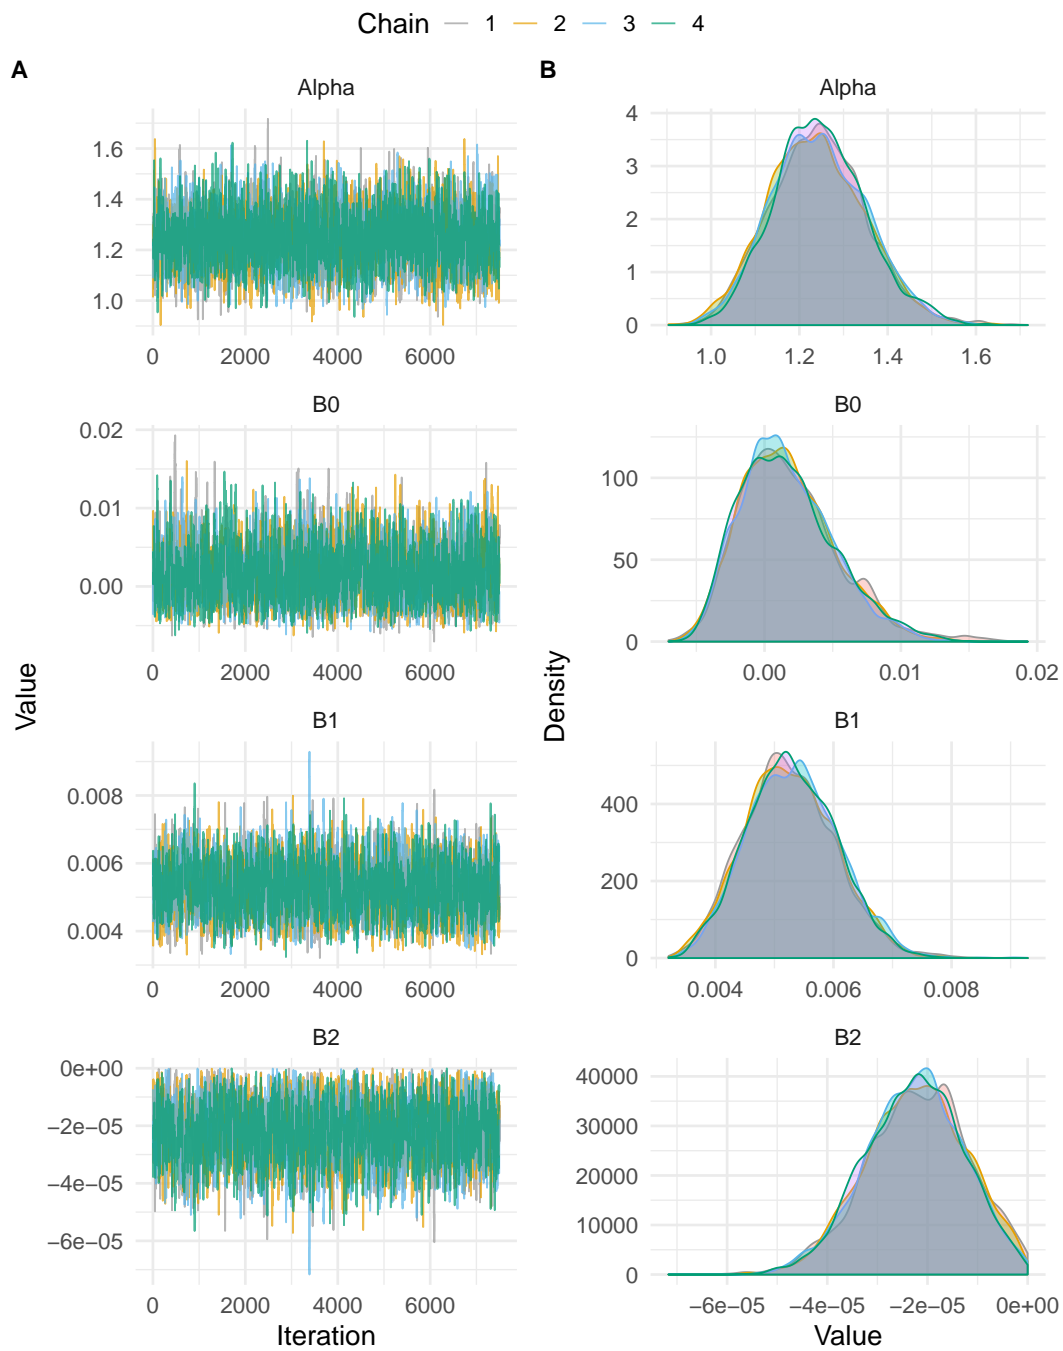 Chain 1 2 3 4
A
Alpha
1.6
1.4
1.2
1.0
0 2000 4000 6000
B0
0.02
0.01
0.00
0 2000 4000 6000
B1
0.008
0.006
0.004
0 2000 4000 6000
B2
0e+00
−2e−05
−4e−05
−6e−05
0 2000 4000 6000
Value
Iteration
B
Alpha
4
3
2
1
0
1.0 1.2 1.4 1.6
B0
100
50
0
0.00 0.01 0.02
B1
400
200
0
0.004 0.006 0.008
B2
40000
30000
20000
10000
0
−6e−05 −4e−05 −2e−05 0e+00
Density
Value